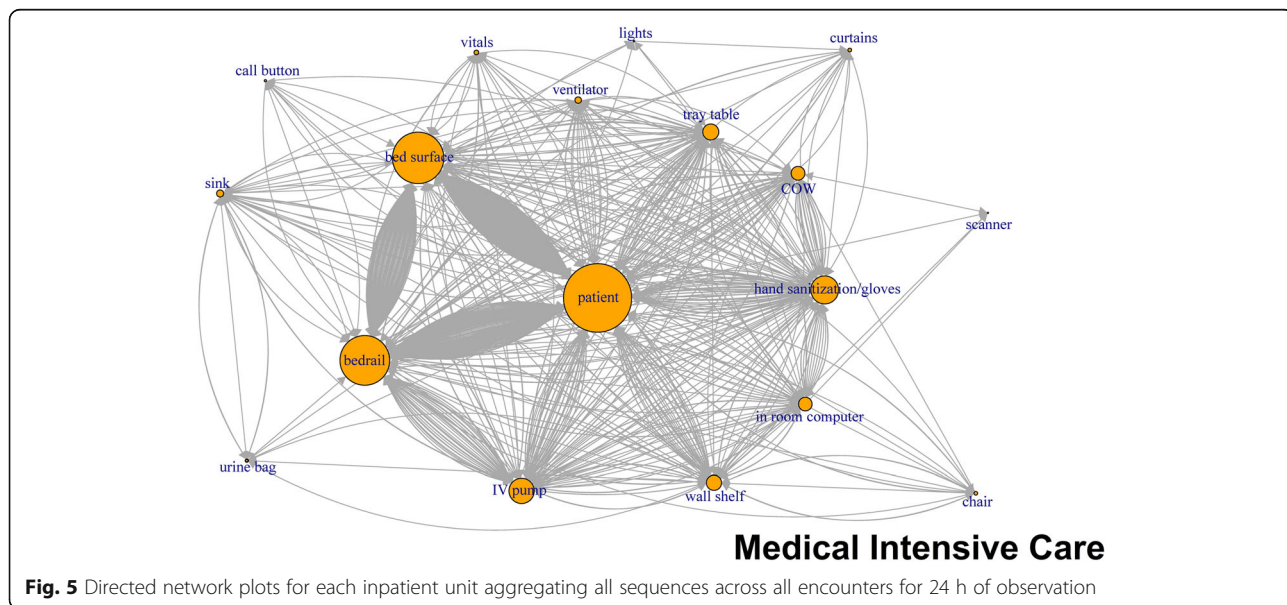 lights
curtains
vitals
call button
ventilator
tray table
bed surface
sink
COW
scanner
hand sanitization/gloves
patient
bedrail
in room computer
urine bag
IV pump
wall shelf
chair
Medical Intensive Care
Fig. 5 Directed network plots for each inpatient unit aggregating all sequences across all encounters for 24 h of observation